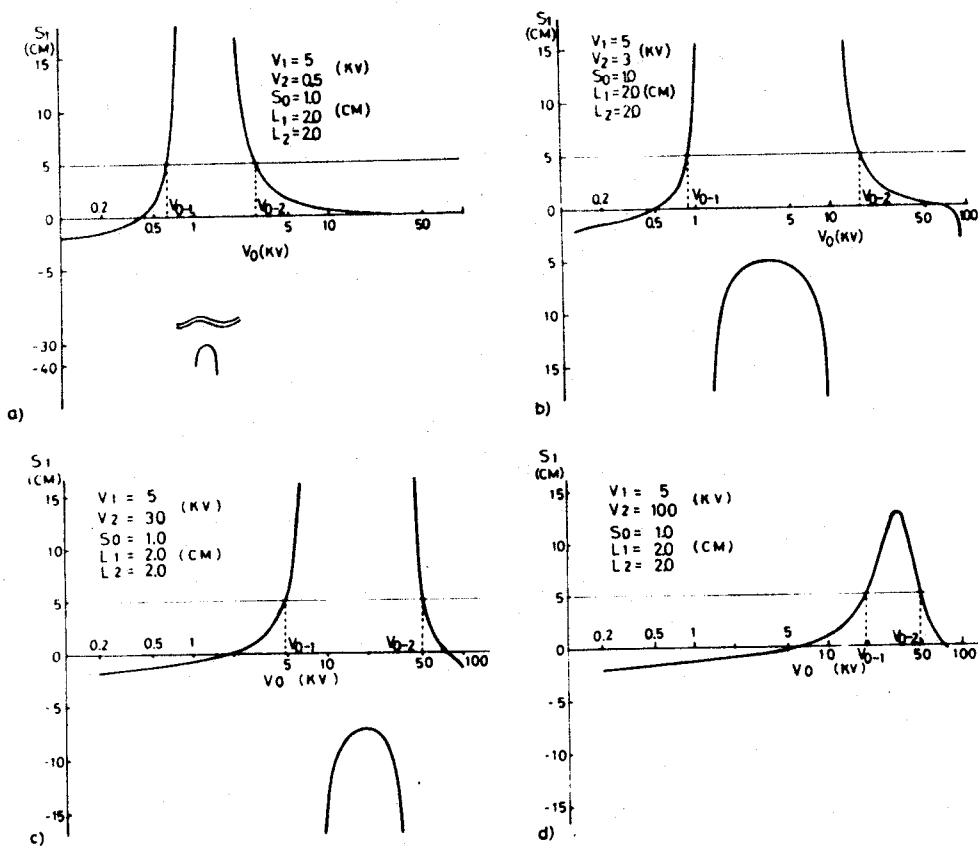 S1
(CM)
15
10
5
0
-5
-30
-40
V1 = 5
V2 = 0.5 (KV)
S0 = 1.0
L1 = 2.0 (CM)
L2 = 2.0
0.2
0.5
1
V0-1
V0-2
5
10
50
V0(KV)
a)
S1
(CM)
15
10
5
0
5
10
15
V1 = 5
V2 = 3 (KV)
S0 = 1.0
L1 = 2.0 (CM)
L2 = 2.0
0.2
0.5
1
V0-1
V0-2
5
10
50
100
V0(KV)
b)
S1
(CM)
15
10
5
0
-5
-10
-15
V1 = 5
V2 = 30 (KV)
S0 = 1.0
L1 = 2.0 (CM)
L2 = 2.0
0.2
0.5
1
V0-1
V0-2
5
10
50
100
V0 (KV)
c)
S1
(CM)
15
10
5
0
-5
-10
-15
V1 = 5
V2 = 100 (KV)
S0 = 1.0
L1 = 2.0 (CM)
L2 = 2.0
0.2
0.5
1
5
10
V0-1
V0-2
50
100
V0 (KV)
d)